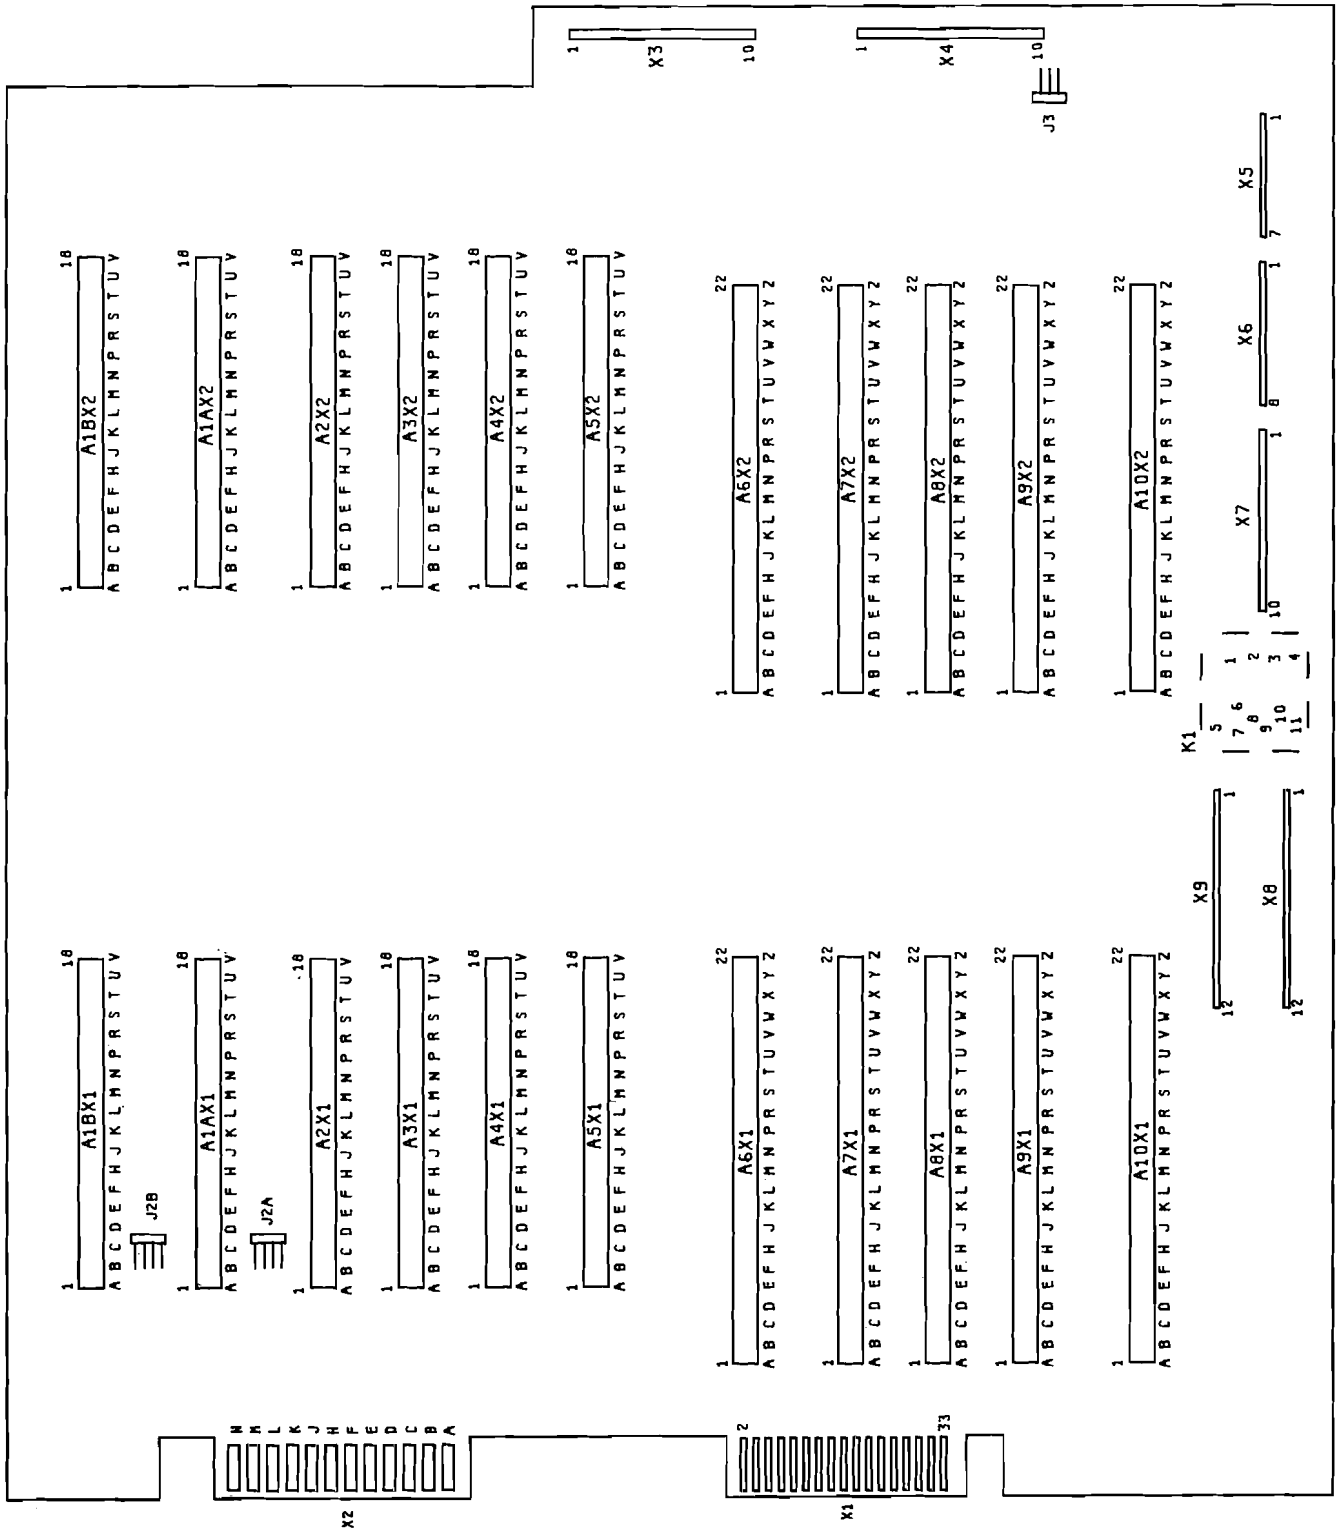 1 A1BX1 18
A B C D E F H J K L M N P R S T U V
1 A1BX2 18
A B C D E F H J K L M N P R S T U V
J2B
1 A1AX1 18
A B C D E F H J K L M N P R S T U V
1 A1AX2 18
A B C D E F H J K L M N P R S T U V
J2A
N
M
L
K
J
H
F
E
D
C
B
A
X2
1 A2X1 18
A B C D E F H J K L M N P R S T U V
1 A2X2 18
A B C D E F H J K L M N P R S T U V
1 A3X1 18
A B C D E F H J K L M N P R S T U V
1 A3X2 18
A B C D E F H J K L M N P R S T U V
1 A4X1 18
A B C D E F H J K L M N P R S T U V
1 A4X2 18
A B C D E F H J K L M N P R S T U V
1 A5X1 18
A B C D E F H J K L M N P R S T U V
1 A5X2 18
A B C D E F H J K L M N P R S T U V
1
10
X3
2
33
X1
1 A6X1 22
A B C D E F H J K L M N P R S T U V W X Y Z
1 A6X2 22
A B C D E F H J K L M N P R S T U V W X Y Z
1 A7X1 22
A B C D E F H J K L M N P R S T U V W X Y Z
1 A7X2 22
A B C D E F H J K L M N P R S T U V W X Y Z
1
10
X4
1 A8X1 22
A B C D E F H J K L M N P R S T U V W X Y Z
1 A8X2 22
A B C D E F H J K L M N P R S T U V W X Y Z
1 A9X1 22
A B C D E F H J K L M N P R S T U V W X Y Z
1 A9X2 22
A B C D E F H J K L M N P R S T U V W X Y Z
J3
1 A10X1 22
A B C D E F H J K L M N P R S T U V W X Y Z
1 A10X2 22
A B C D E F H J K L M N P R S T U V W X Y Z
X9
12 1
X8
12 1
K1
5
7 6
8
9 10
11
1
2
3
4
X7
10 1
X6
8 1
X5
7 1